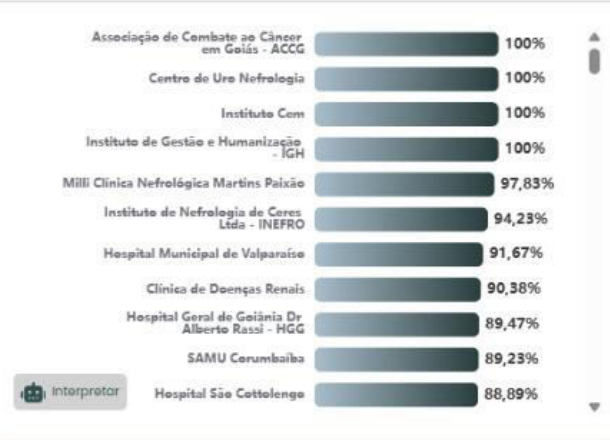 Associação de Combate ao Câncer
em Goiás - ACCG
100%
Centro de Uro Nefrologia
100%
Instituto Cem
100%
Instituto de Gestão e Humanização
- IGH
100%
Milli Clínica Nefrológica Martins Paixão
97,83%
Instituto de Nefrologia de Ceres
Ltda - INEFRO
94,23%
Hospital Municipal de Valparaíso
91,67%
Clínica de Doenças Renais
90,38%
Hospital Geral de Goiânia Dr
Alberto Rassi - HGG
89,47%
SAMU Corumbaíba
89,23%
Interpretar
Hospital São Cottolengo
88,89%